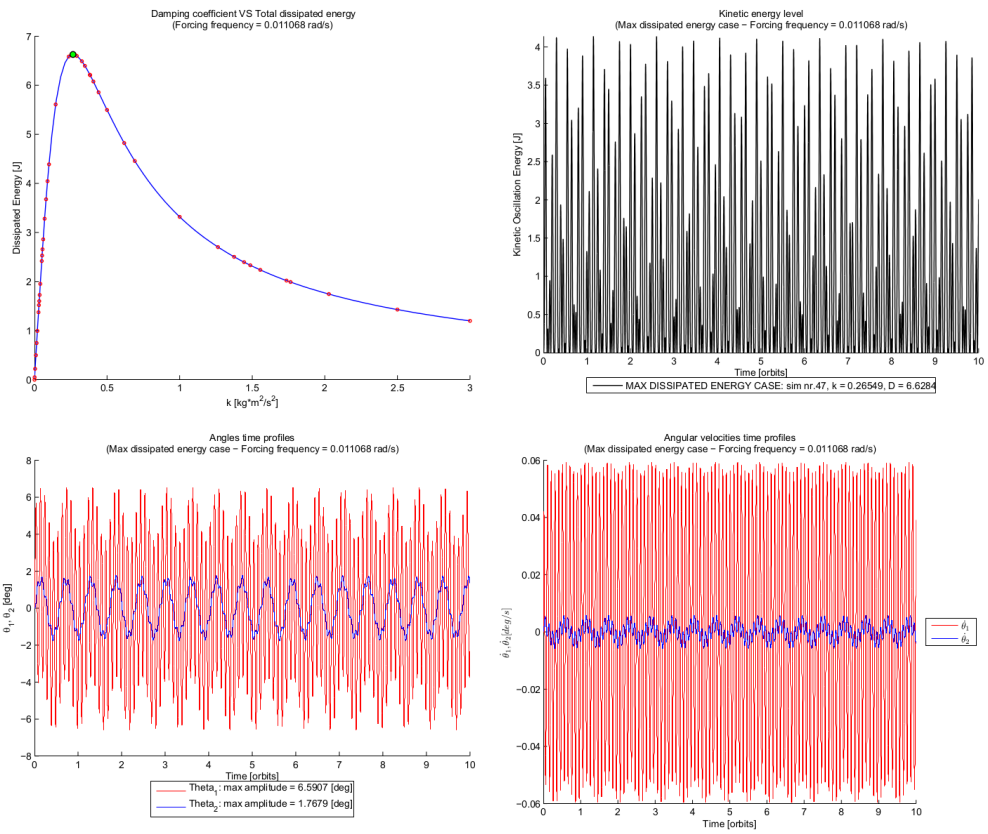 Damping coefficient VS Total dissipated energy
(Forcing frequency = 0.011068 rad/s)
7
6
5
4
3
2
1
0
Dissipated Energy [J]
0 0.5 1 1.5 2 2.5 3
k [kg*m²/s²]
Kinetic energy level
(Max dissipated energy case − Forcing frequency = 0.011068 rad/s)
4
3.5
3
2.5
2
1.5
1
0.5
0
Kinetic Oscillation Energy [J]
0 1 2 3 4 5 6 7 8 9 10
Time [orbits]
MAX DISSIPATED ENERGY CASE: sim nr.47, k = 0.26549, D = 6.6284
Angles time profiles
(Max dissipated energy case − Forcing frequency = 0.011068 rad/s)
8
6
4
2
0
−2
−4
−6
−8
θ₁, θ₂ [deg]
0 1 2 3 4 5 6 7 8 9 10
Time [orbits]
Theta₁: max amplitude = 6.5907 [deg]
Theta₂: max amplitude = 1.7679 [deg]
Angular velocities time profiles
(Max dissipated energy case − Forcing frequency = 0.011068 rad/s)
0.06
0.04
0.02
0
−0.02
−0.04
−0.06
θ̇₁, θ̇₂[deg/s]
0 1 2 3 4 5 6 7 8 9 10
Time [orbits]
θ̇₁
θ̇₂